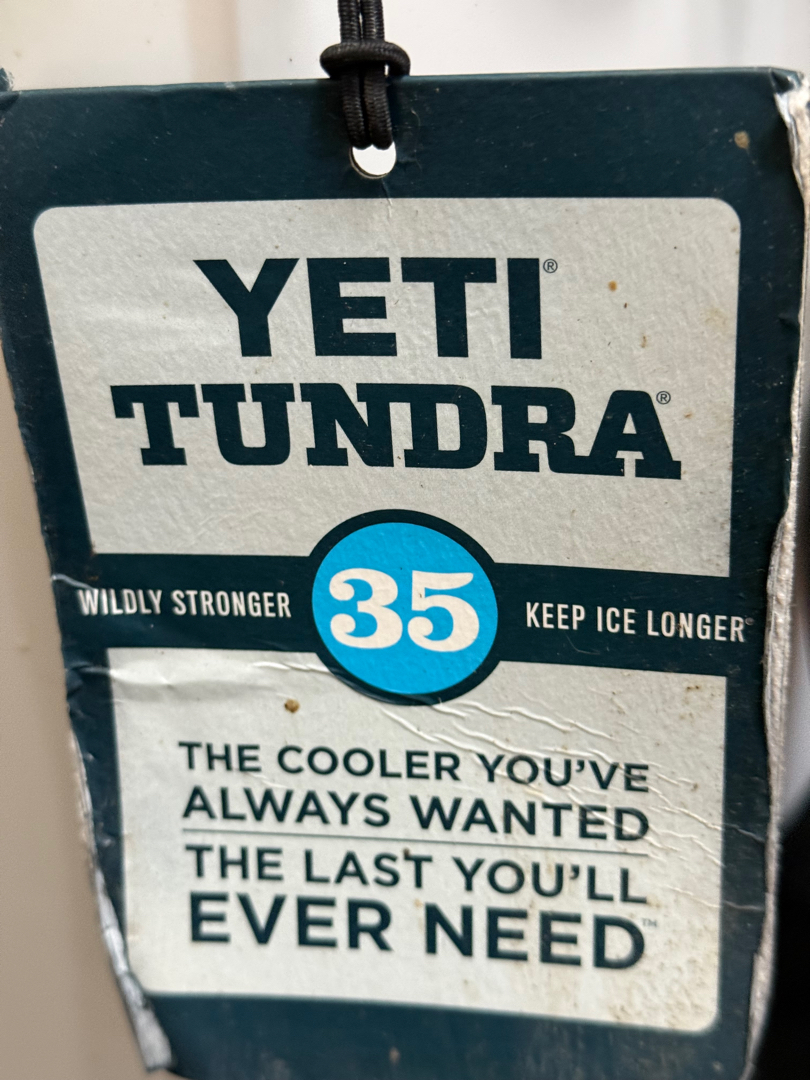 YETI®
TUNDRA®
WILDLY STRONGER 35 KEEP ICE LONGER®
THE COOLER YOU'VE
ALWAYS WANTED
THE LAST YOU'LL
EVER NEED™